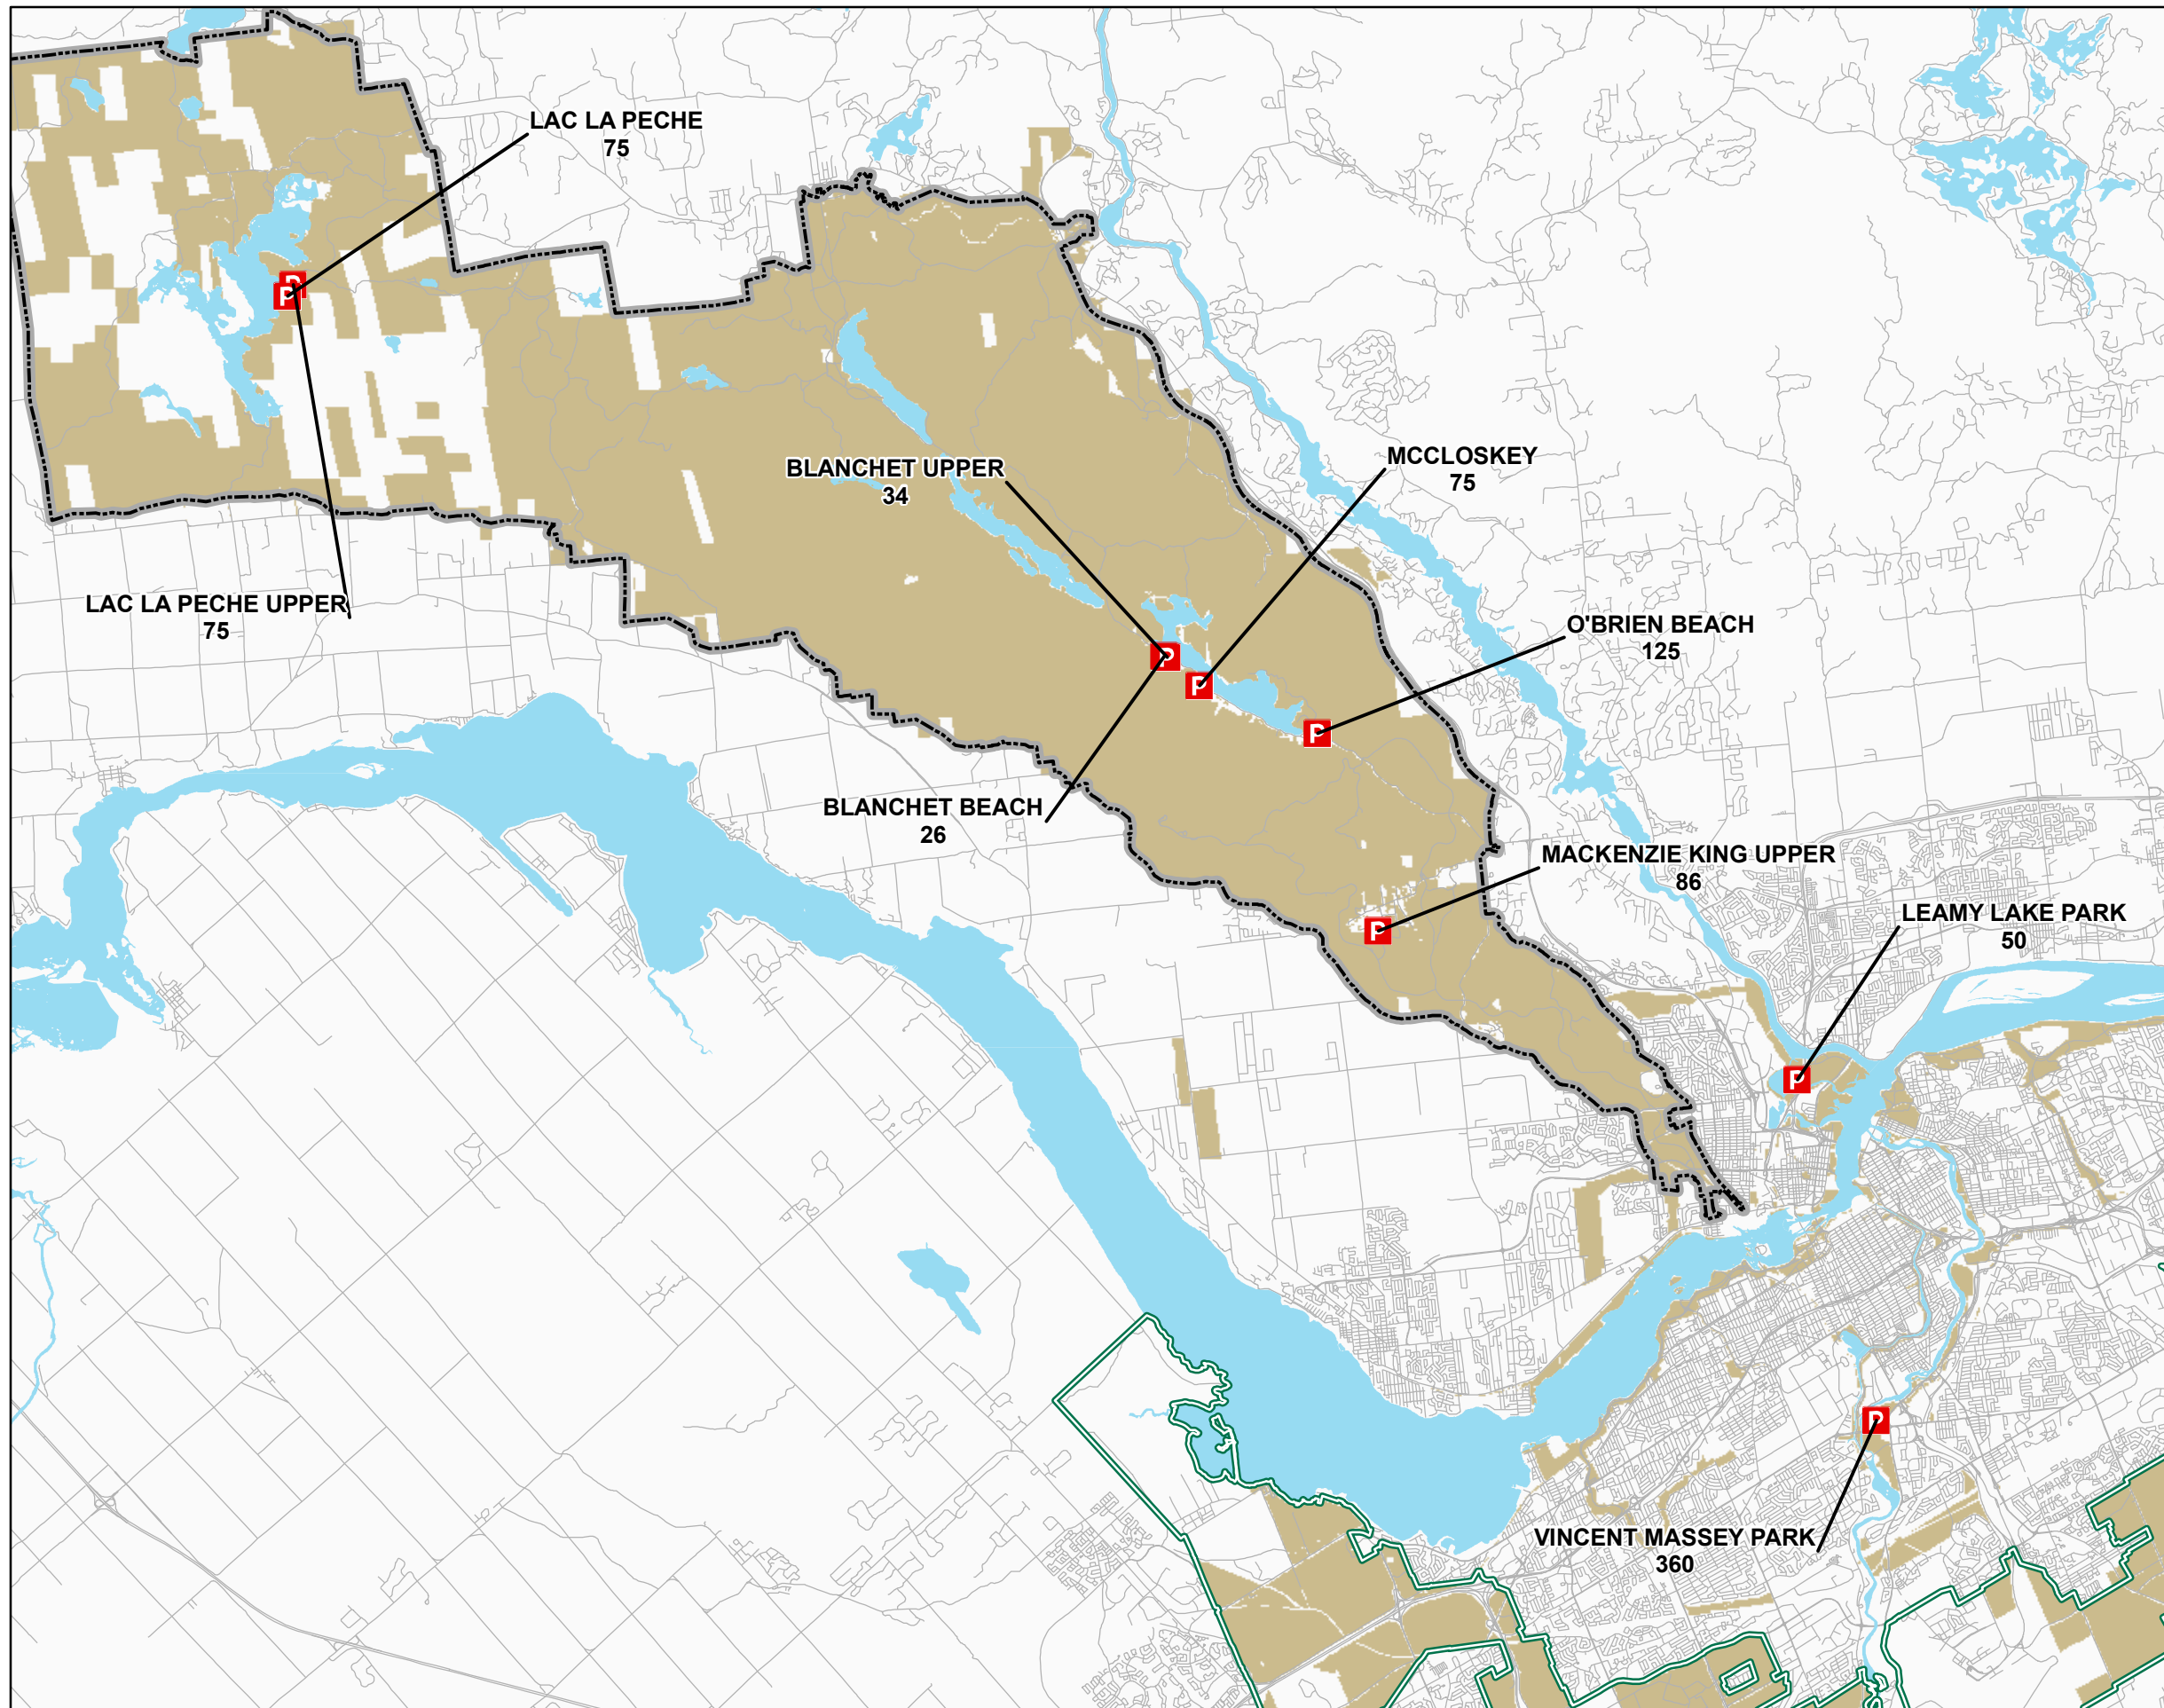 LAC LA PECHE
75
P
P
BLANCHET UPPER
34
MCCLOSKEY
75
LAC LA PECHE UPPER
75
O'BRIEN BEACH
125
P
P
P
BLANCHET BEACH
26
MACKENZIE KING UPPER
86
P
LEAMY LAKE PARK
50
P
P
VINCENT MASSEY PARK
360